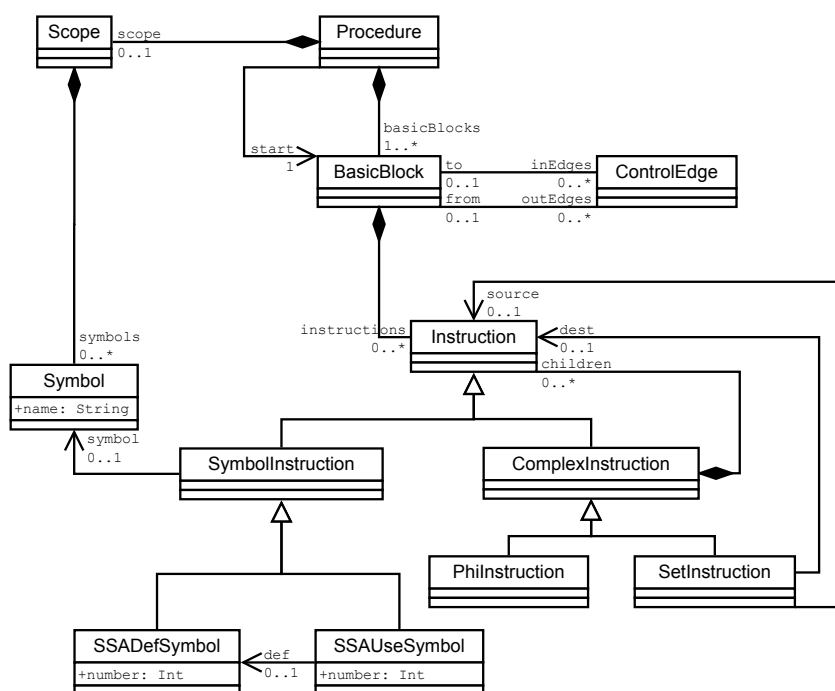 Scope
scope
0..1
Procedure
basicBlocks
1..*
start
1
BasicBlock
to
0..1
inEdges
0..*
from
0..1
outEdges
0..*
ControlEdge
source
0..1
instructions
0..*
Instruction
dest
0..1
children
0..*
symbols
0..*
Symbol
+name: String
symbol
0..1
SymbolInstruction
ComplexInstruction
PhiInstruction
SetInstruction
SSADefSymbol
+number: Int
def
0..1
SSAUseSymbol
+number: Int